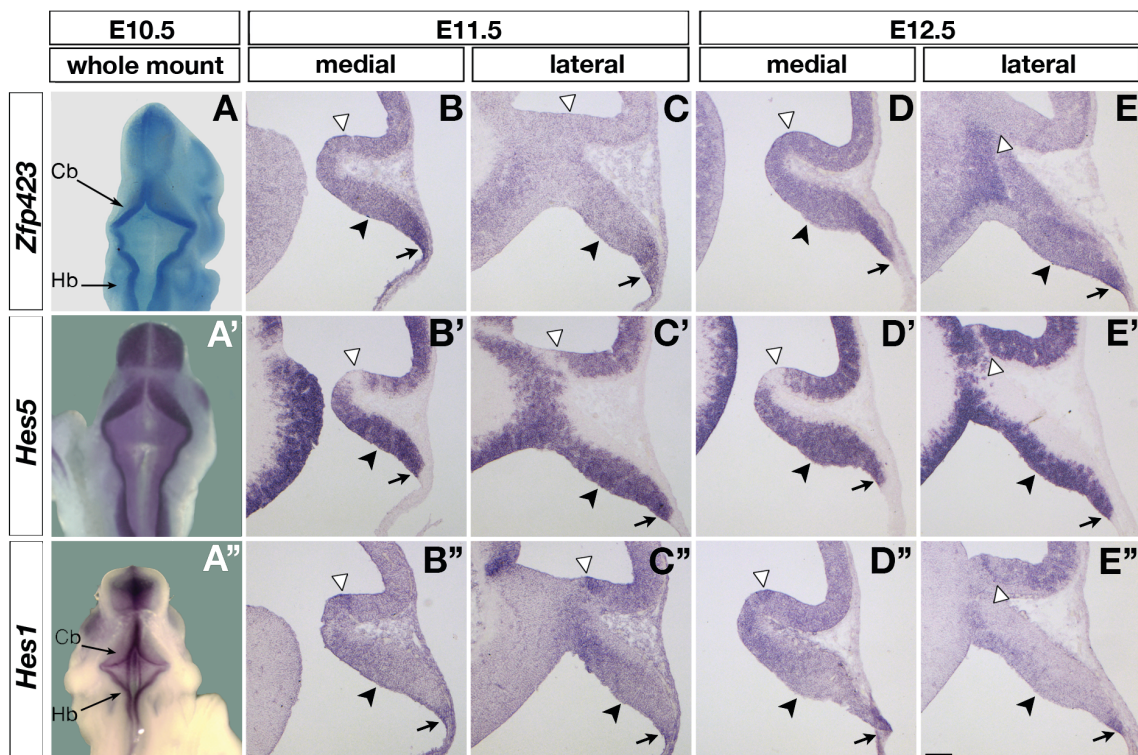 E10.5 E11.5 E12.5
whole mount medial lateral medial lateral
Zfp423
A B C D E
Cb
Hb
Hes5
A' B' C' D' E'
Hes1
A" B" C" D" E"
Cb
Hb